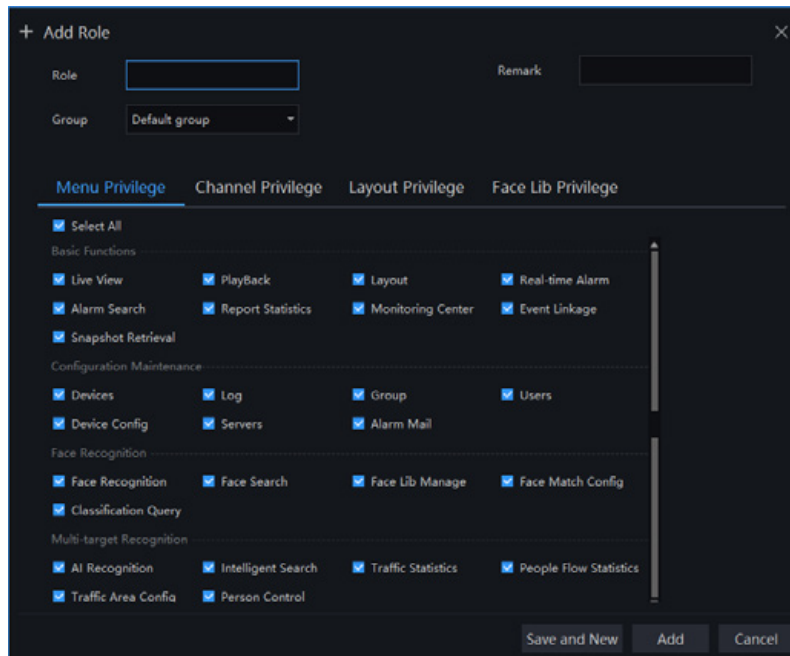 + Add Role
Role
Remark
Group Default group
Menu Privilege Channel Privilege Layout Privilege Face Lib Privilege
Select All
Basic Functions
Live View PlayBack Layout Real-time Alarm
Alarm Search Report Statistics Monitoring Center Event Linkage
Snapshot Retrieval
Configuration Maintenance
Devices Log Group Users
Device Config Servers Alarm Mail
Face Recognition
Face Recognition Face Search Face Lib Manage Face Match Config
Classification Query
Multi-target Recognition
AI Recognition Intelligent Search Traffic Statistics People Flow Statistics
Traffic Area Config Person Control
Save and New Add Cancel